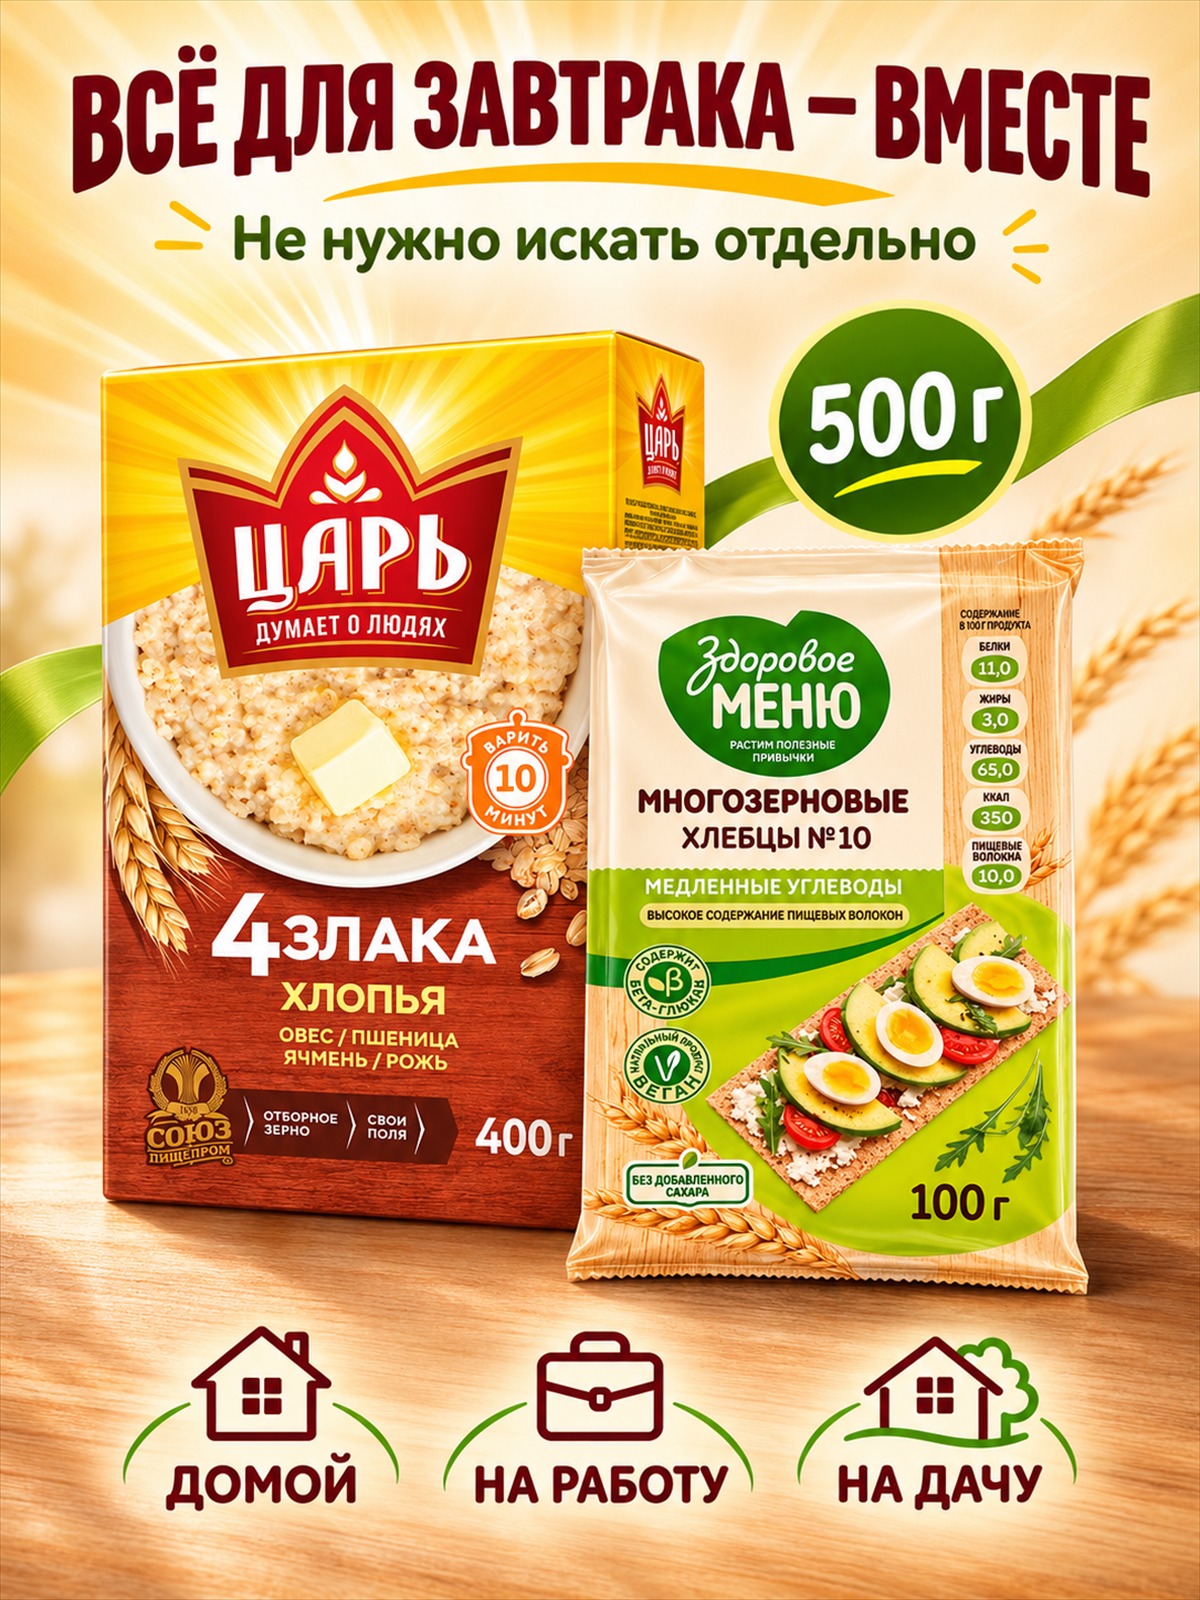 ВСЁ ДЛЯ ЗАВТРАКА – ВМЕСТЕ
Не нужно искать отдельно
500 г
ЦАРЬ
ДУМАЕТ О ЛЮДЯХ
ЦАРЬ
ВАРИТЬ
10
МИНУТ
4 ЗЛАКА
ХЛОПЬЯ
ОВЕС / ПШЕНИЦА
ЯЧМЕНЬ / РОЖЬ
СОЮЗ
ПИЩЕПРОМ
ОТБОРНОЕ
ЗЕРНО
СВОИ
ПОЛЯ
400 г
Здоровое
МЕНЮ
РАСТИМ ПОЛЕЗНЫЕ
ПРИВЫЧКИ
МНОГОЗЕРНОВЫЕ
ХЛЕБЦЫ №10
МЕДЛЕННЫЕ УГЛЕВОДЫ
ВЫСОКОЕ СОДЕРЖАНИЕ ПИЩЕВЫХ ВОЛОКОН
СОДЕРЖАНИЕ
В 100 Г ПРОДУКТА
БЕЛКИ
11,0
ЖИРЫ
3,0
УГЛЕВОДЫ
65,0
ККАЛ
350
ПИЩЕВЫЕ
ВОЛОКНА
10,0
СОДЕРЖИТ
β
БЕТА-ГЛЮКАН
ВЕГАН
БЕЗ ДОБАВЛЕННОГО
САХАРА
100 г
ДОМОЙ
НА РАБОТУ
НА ДАЧУ